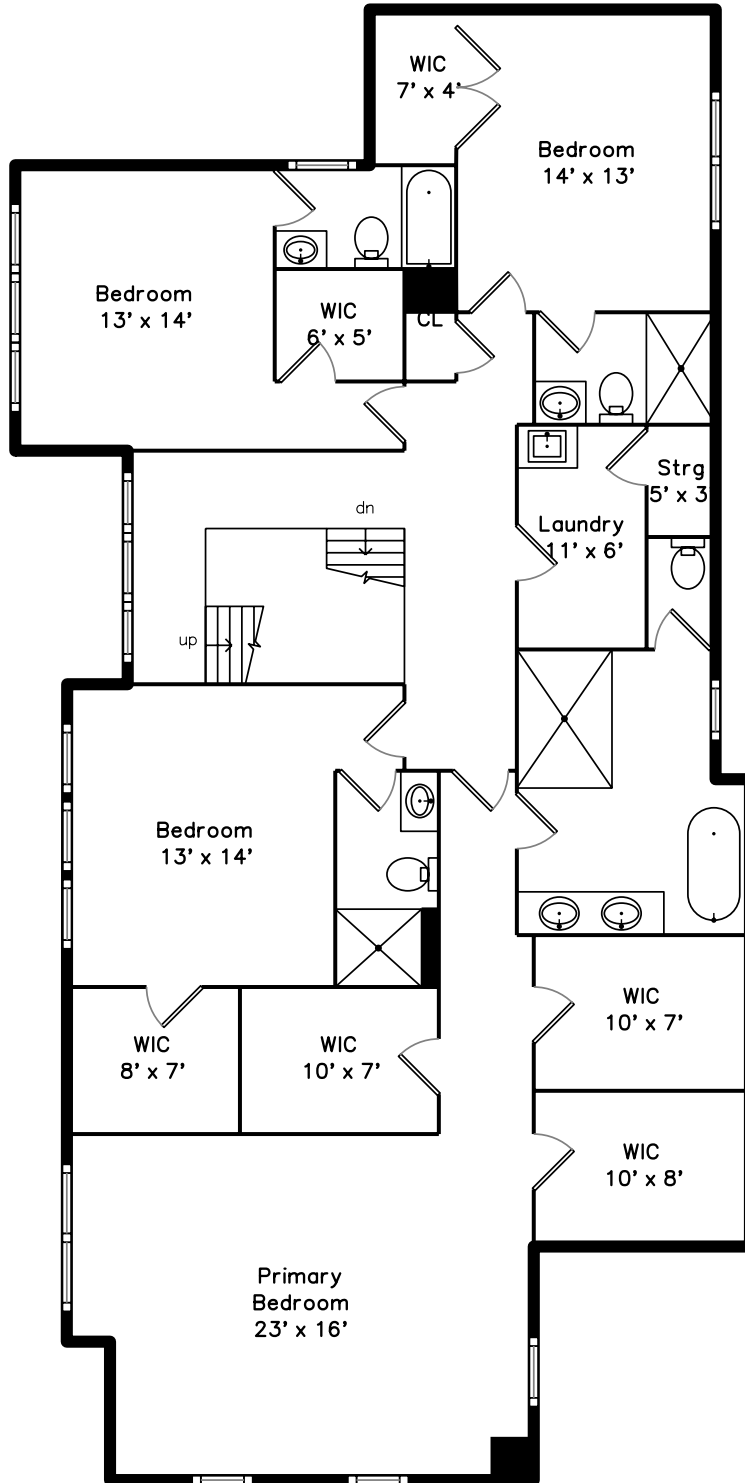 WIC
7' x 4'
Bedroom
14' x 13'
Bedroom
13' x 14'
WIC
6' x 5'
CL
Strg
5' x 3
Laundry
11' x 6'
dn
up
Bedroom
13' x 14'
WIC
10' x 7'
WIC
8' x 7'
WIC
10' x 7'
WIC
10' x 8'
Primary
Bedroom
23' x 16'